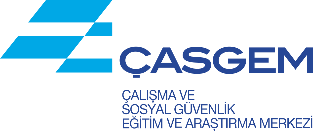 ÇASGEM
ÇALIŞMA VE
SOSYAL GÜVENLİK
EĞİTİM VE ARAŞTIRMA MERKEZİ